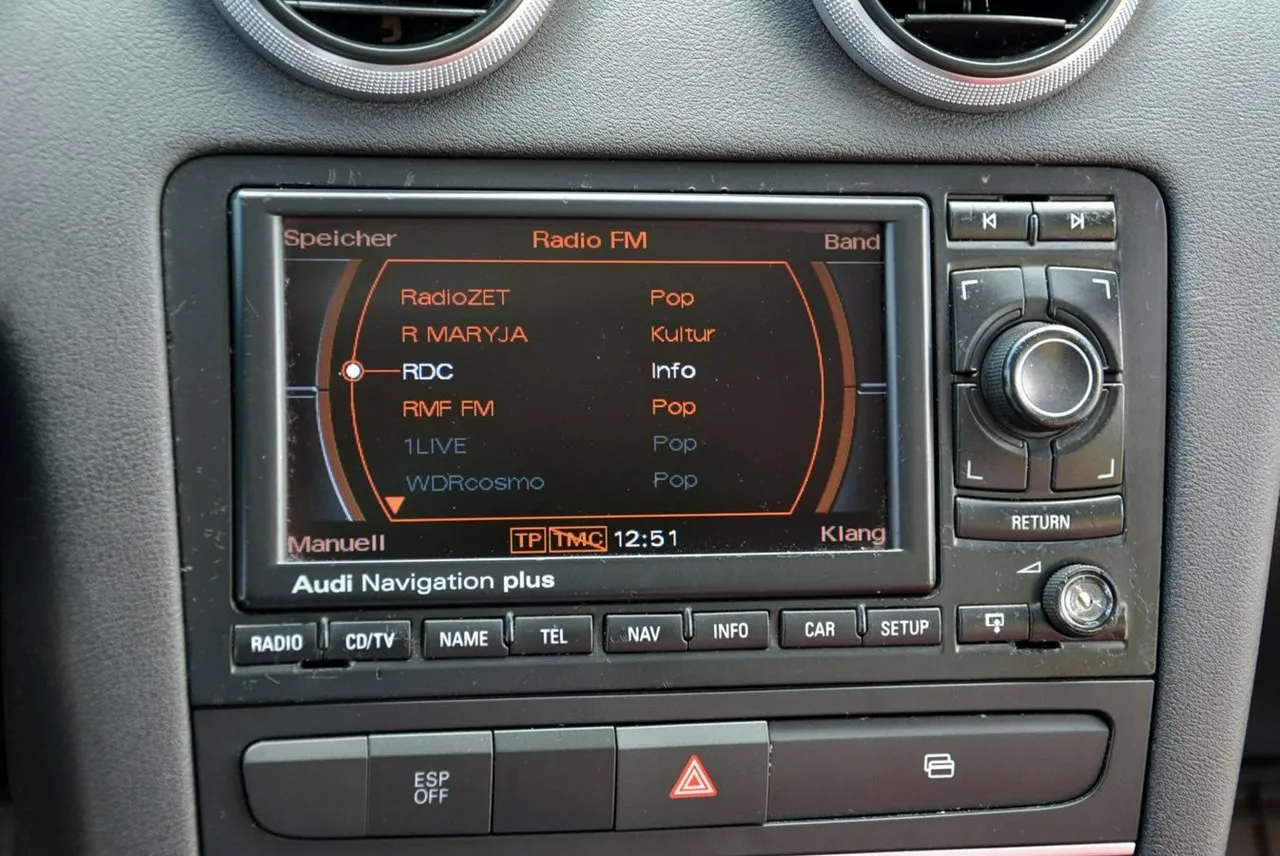 Speicher Radio FM Band
RadioZET Pop
R MARYJA Kultur
RDC Info
RMF FM Pop
1LIVE Pop
WDRcosmo Pop
Manuell TP TMC 12:51 Klang
Audi Navigation plus
RETURN
RADIO CD/TV NAME TEL NAV INFO CAR SETUP
ESP
OFF